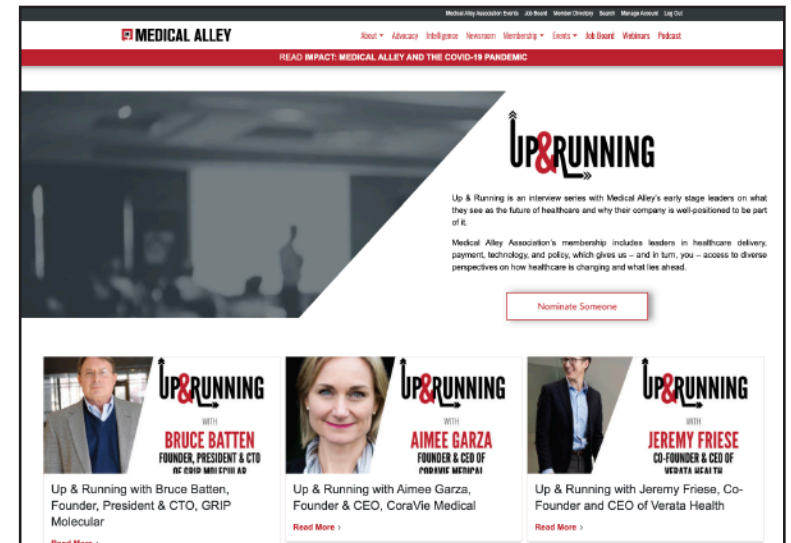 Medical Alley Association Events Job Board Member Directory Search Manage Account Log Out
MEDICAL ALLEY
About Advocacy Intelligence Newsroom Membership Events Job Board Webinars Podcast
READ IMPACT: MEDICAL ALLEY AND THE COVID-19 PANDEMIC
UP&RUNNING
Up & Running is an interview series with Medical Alley's early stage leaders on what
they see as the future of healthcare and why their company is well-positioned to be part
of it.
Medical Alley Association's membership includes leaders in healthcare delivery,
payment, technology, and policy, which gives us – and in turn, you – access to diverse
perspectives on how healthcare is changing and what lies ahead.
Nominate Someone
UP&RUNNING
WITH
BRUCE BATTEN
FOUNDER, PRESIDENT & CTO
OF GRIP MOLECULAR
Up & Running with Bruce Batten,
Founder, President & CTO, GRIP
Molecular
Read More ›
UP&RUNNING
WITH
AIMEE GARZA
FOUNDER & CEO OF
CORAVIE MEDICAL
Up & Running with Aimee Garza,
Founder & CEO, CoraVie Medical
Read More ›
UP&RUNNING
WITH
JEREMY FRIESE
CO-FOUNDER & CEO OF
VERATA HEALTH
Up & Running with Jeremy Friese, Co-
Founder and CEO of Verata Health
Read More ›